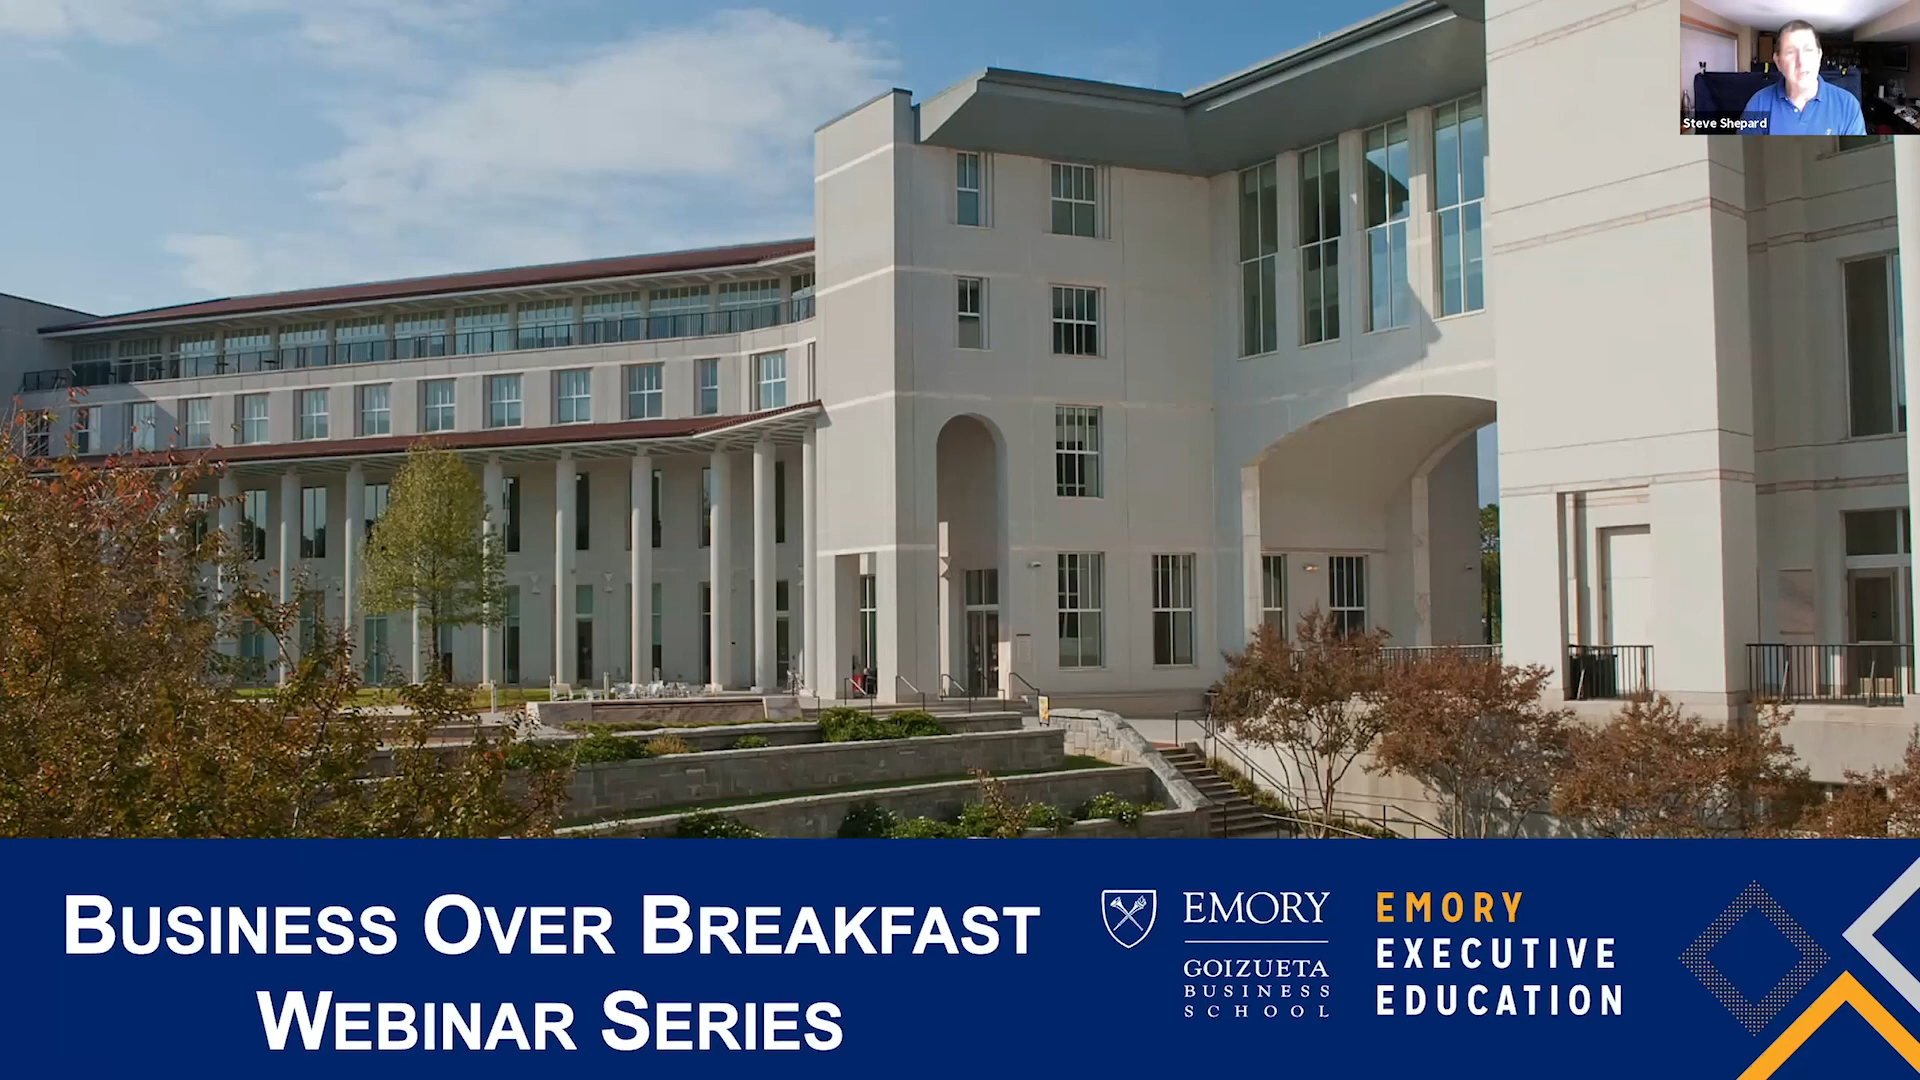 Steve Shepard
BUSINESS OVER BREAKFAST
WEBINAR SERIES
EMORY
GOIZUETA
BUSINESS
SCHOOL
EMORY
EXECUTIVE
EDUCATION